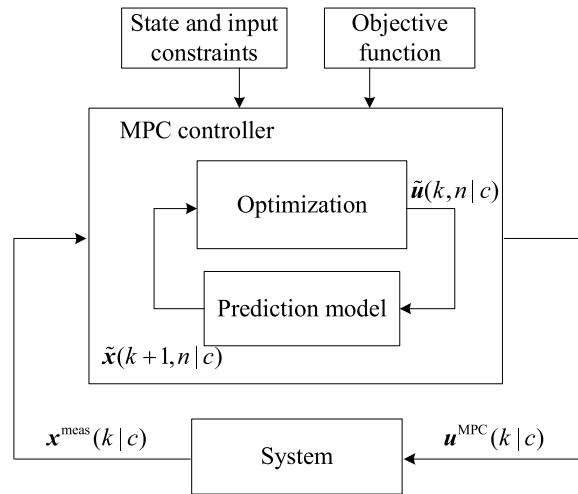 State and input
constraints
Objective
function
MPC controller
Optimization
ũ(k,n|c)
Prediction model
x̃(k+1,n|c)
x^meas(k|c)
u^MPC(k|c)
System